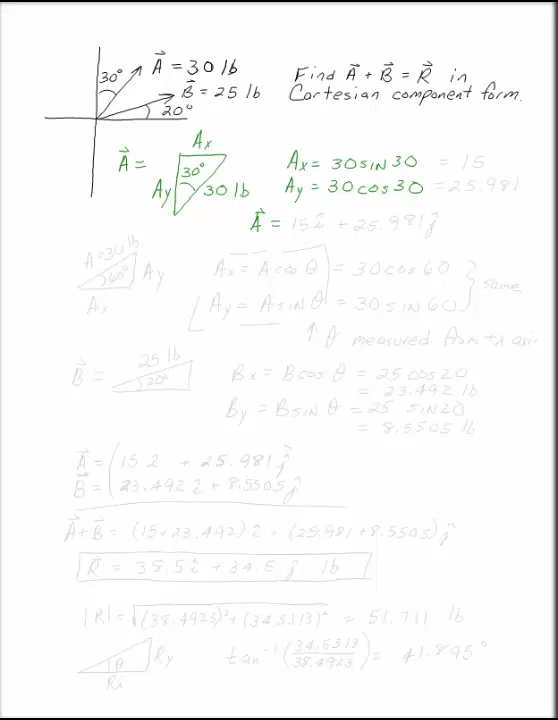 30° A⃗ = 30 lb
B⃗ = 25 lb
20°
Find A⃗ + B⃗ = R⃗ in
Cartesian component form.
A⃗ = Ax 30° Ay 30 lb
Ax = 30 sin 30 = 15
Ay = 30 cos 30 = 25.981
A⃗ = 15 î + 25.981 ĵ
A = 30 lb 60° Ay Ax
Ax = A cos θ = 30 cos 60
Ay = A sin θ = 30 sin 60
same
↑ θ measured from +x axis
B⃗ = 25 lb 20°
Bx = B cos θ = 25 cos 20
= 23.492 lb
By = B sin θ = 25 sin 20
= 8.5505 lb
A⃗ = 15 î + 25.981 ĵ
B⃗ = 23.492 î + 8.5505 ĵ
A⃗ + B⃗ = (15 + 23.492) î + (25.981 + 8.5505) ĵ
R⃗ = 38.5 î + 34.5 ĵ lb
|R| = √(38.4923)² + (34.5313)² = 51.711 lb
θ Ry Rx
tan⁻¹ (34.5313/38.4923) = 41.895°